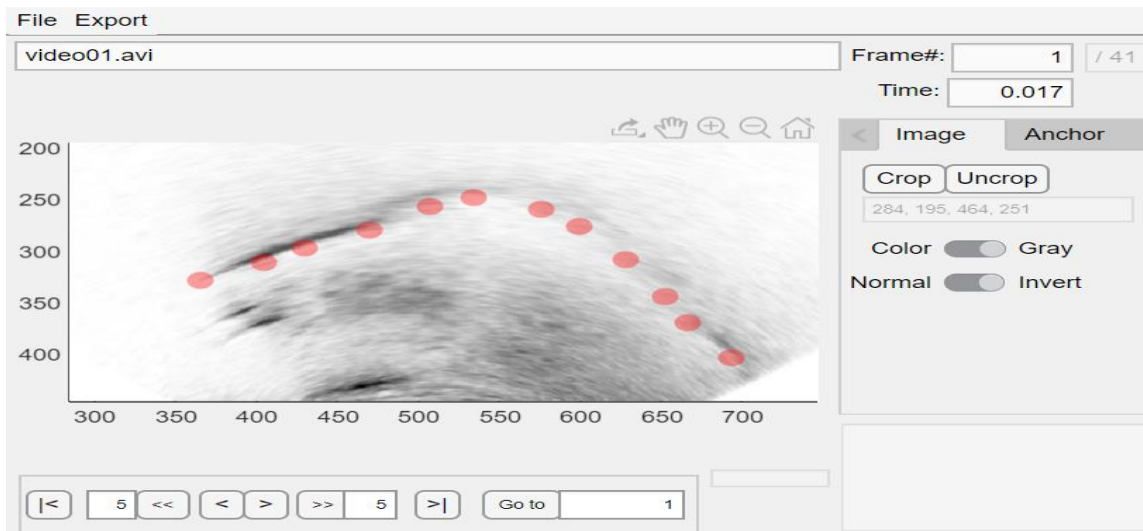 File Export
video01.avi
Frame#: 1 / 41
Time: 0.017
< Image Anchor
Crop Uncrop
284, 195, 464, 251
Color Gray
Normal Invert
200
250
300
350
400
300 350 400 450 500 550 600 650 700
|< 5 << < > >> 5 >| Go to 1